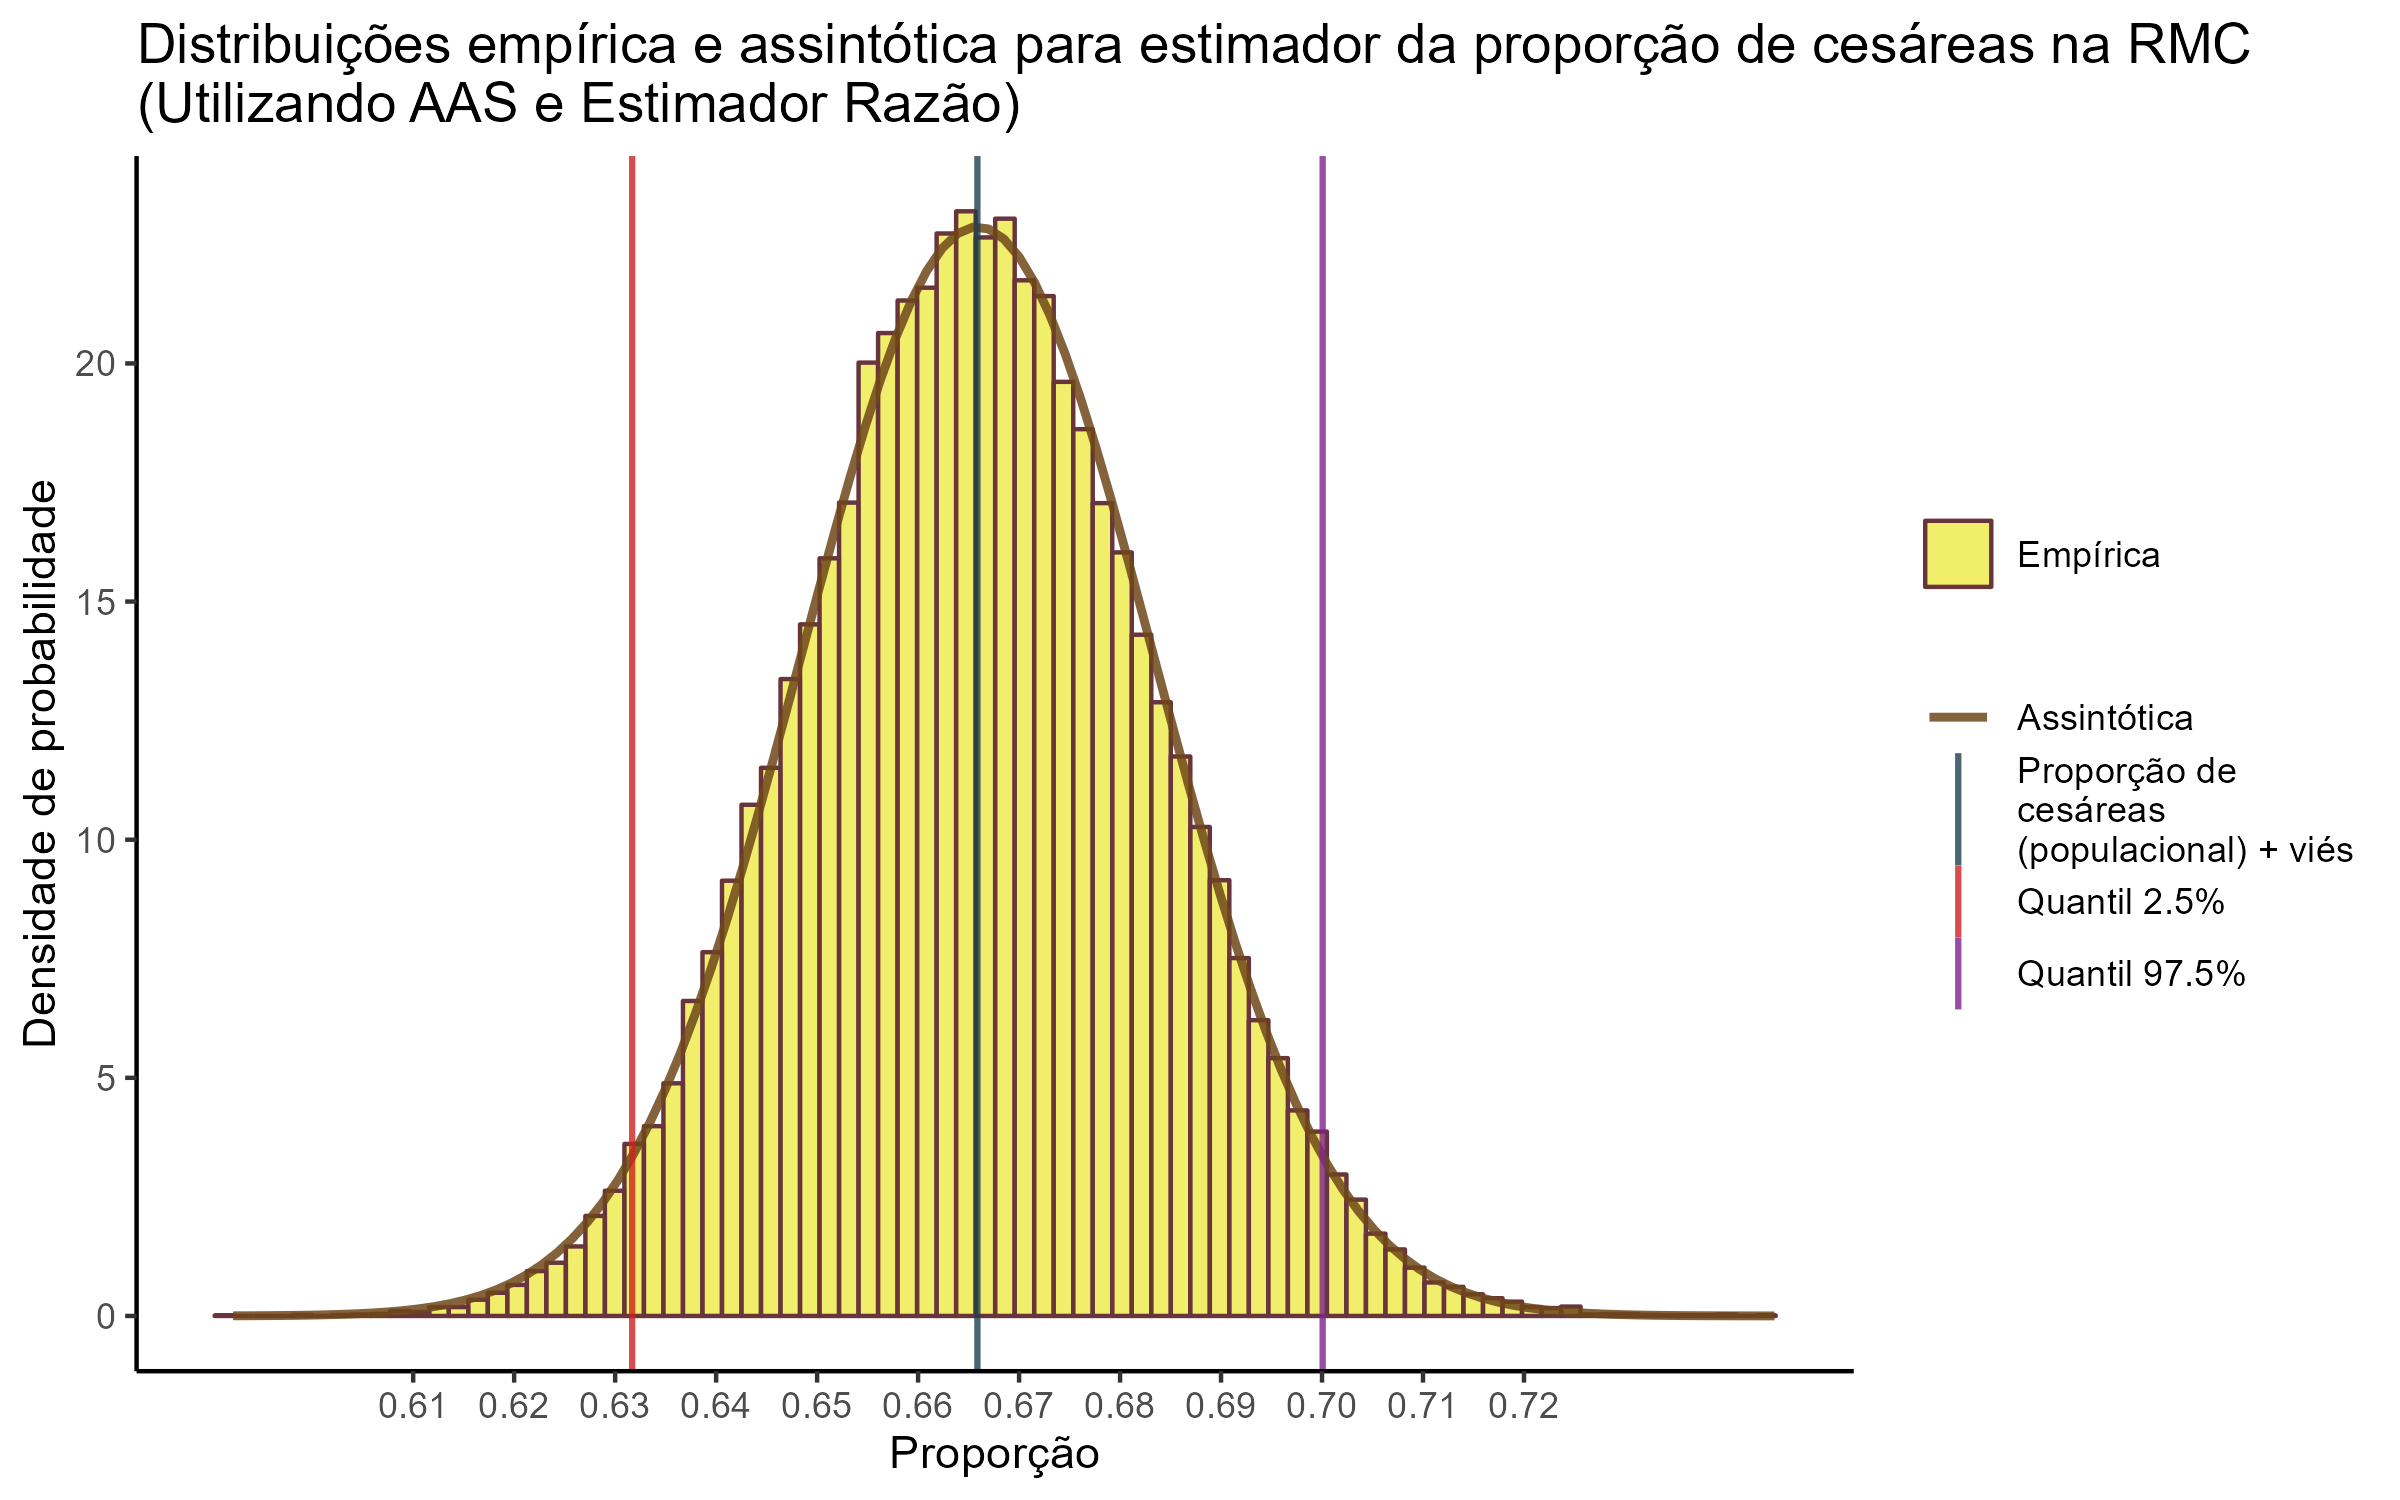 Distribuições empírica e assintótica para estimador da proporção de cesáreas na RMC
(Utilizando AAS e Estimador Razão)
Densidade de probabilidade
20
15
10
5
0
0.61 0.62 0.63 0.64 0.65 0.66 0.67 0.68 0.69 0.70 0.71 0.72
Proporção
Empírica
Assintótica
Proporção de
cesáreas
(populacional) + viés
Quantil 2.5%
Quantil 97.5%